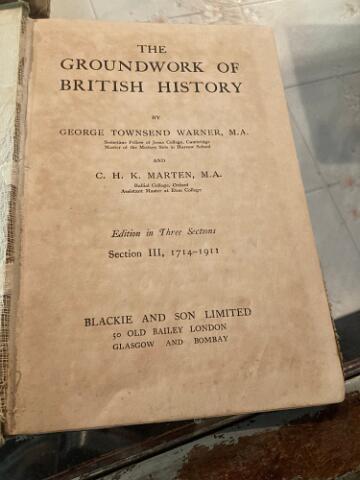 THE
GROUNDWORK OF
BRITISH HISTORY
BY
GEORGE TOWNSEND WARNER, M.A.
Sometime Fellow of Jesus College, Cambridge
Master of the Modern Side in Harrow School
AND
C. H. K. MARTEN, M.A.
Balliol College, Oxford
Assistant Master at Eton College
Edition in Three Sections
Section III, 1714-1911
BLACKIE AND SON LIMITED
50 OLD BAILEY LONDON
GLASGOW AND BOMBAY